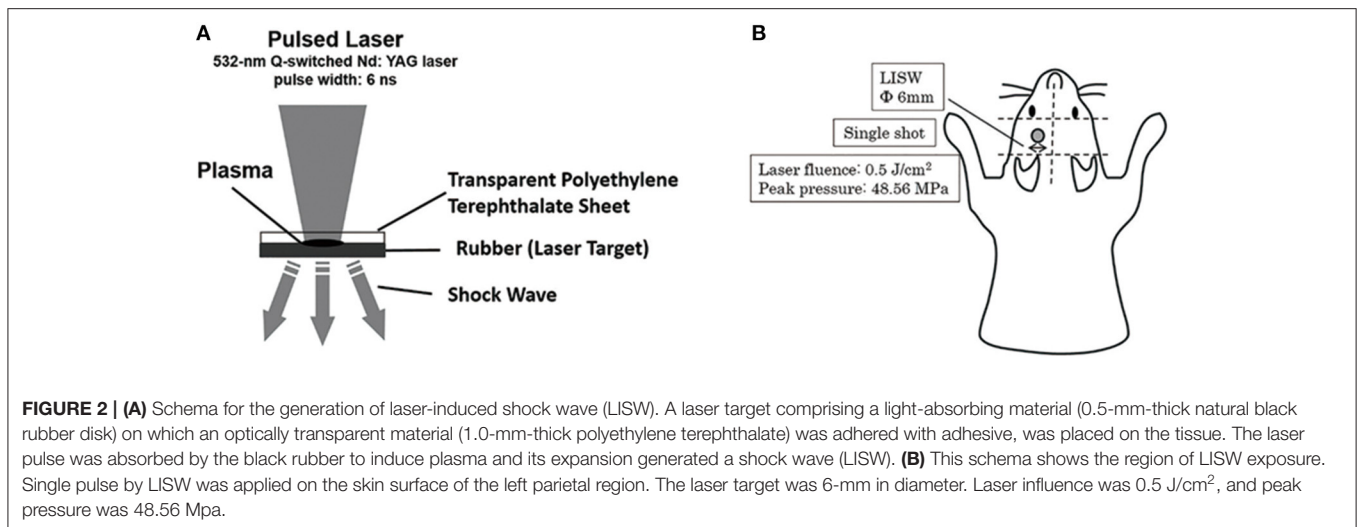 A
Pulsed Laser
532-nm Q-switched Nd: YAG laser
pulse width: 6 ns
Plasma
Transparent Polyethylene
Terephthalate Sheet
Rubber (Laser Target)
Shock Wave
B
LISW
Φ 6mm
Single shot
Laser fluence: 0.5 J/cm²
Peak pressure: 48.56 MPa
FIGURE 2 | (A) Schema for the generation of laser-induced shock wave (LISW). A laser target comprising a light-absorbing material (0.5-mm-thick natural black
rubber disk) on which an optically transparent material (1.0-mm-thick polyethylene terephthalate) was adhered with adhesive, was placed on the tissue. The laser
pulse was absorbed by the black rubber to induce plasma and its expansion generated a shock wave (LISW). (B) This schema shows the region of LISW exposure.
Single pulse by LISW was applied on the skin surface of the left parietal region. The laser target was 6-mm in diameter. Laser influence was 0.5 J/cm², and peak
pressure was 48.56 Mpa.